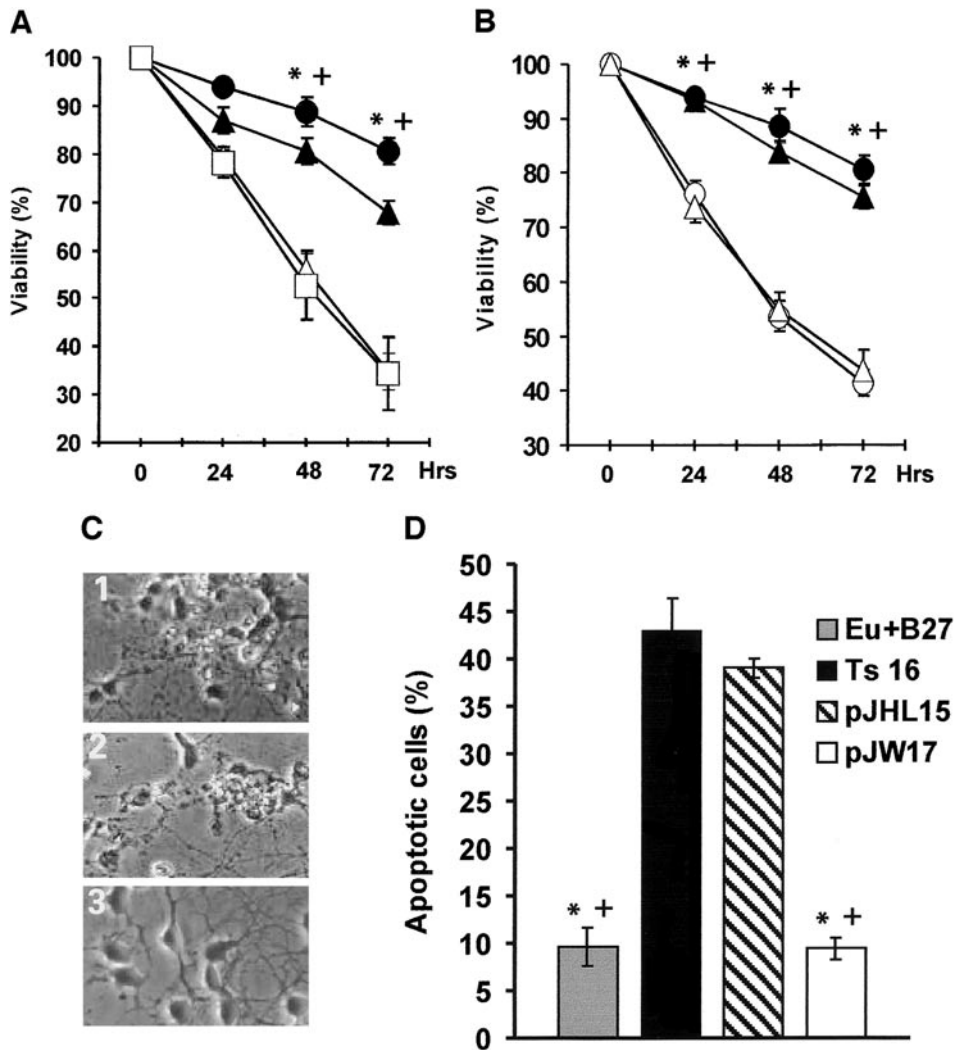 A
Viability (%)
100
90
80
70
60
50
40
30
20
* +
* +
0 24 48 72 Hrs
B
Viability (%)
100
90
80
70
60
50
40
30
* +
* +
* +
0 24 48 72 Hrs
C
1
2
3
D
Apoptotic cells (%)
50
45
40
35
30
25
20
15
10
5
0
* +
* +
Eu+B27
Ts 16
pJHL15
pJW17